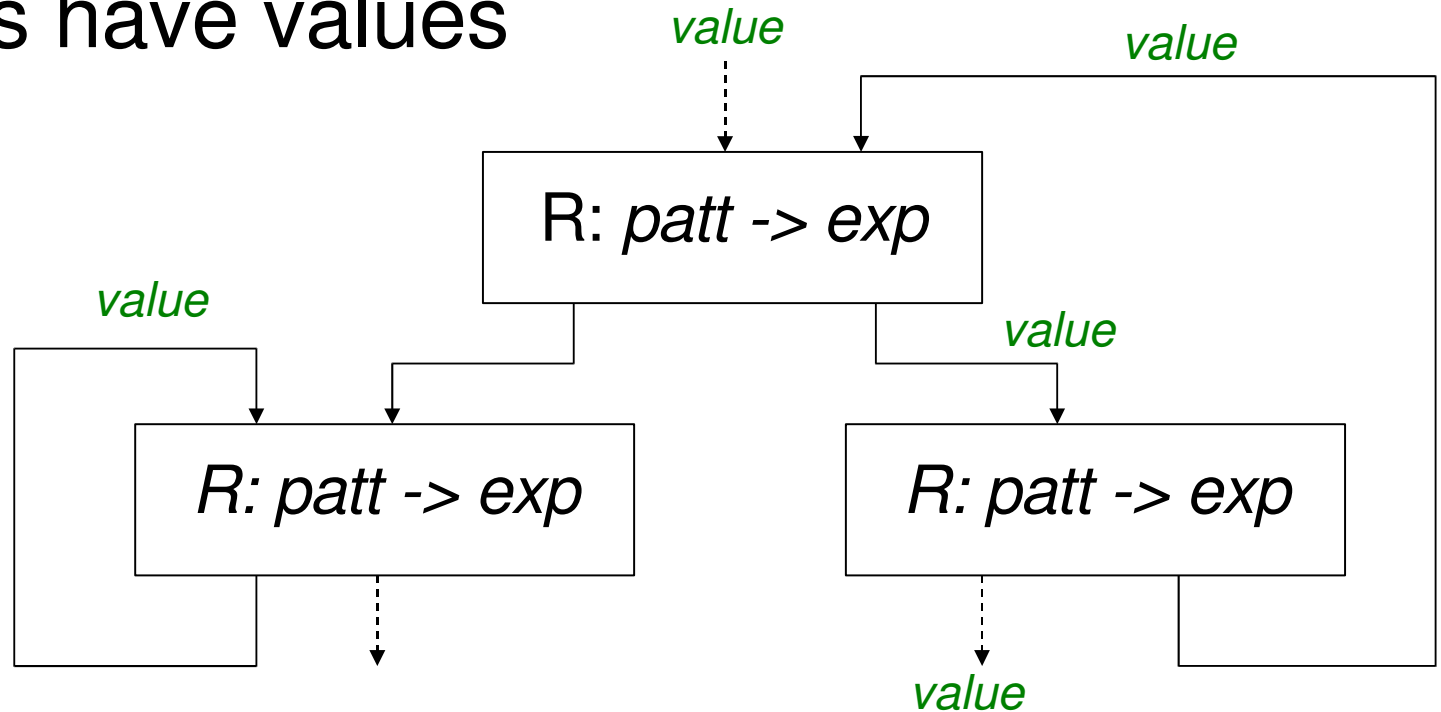 s have values
value
value
R: patt -> exp
value
value
R: patt -> exp
R: patt -> exp
value